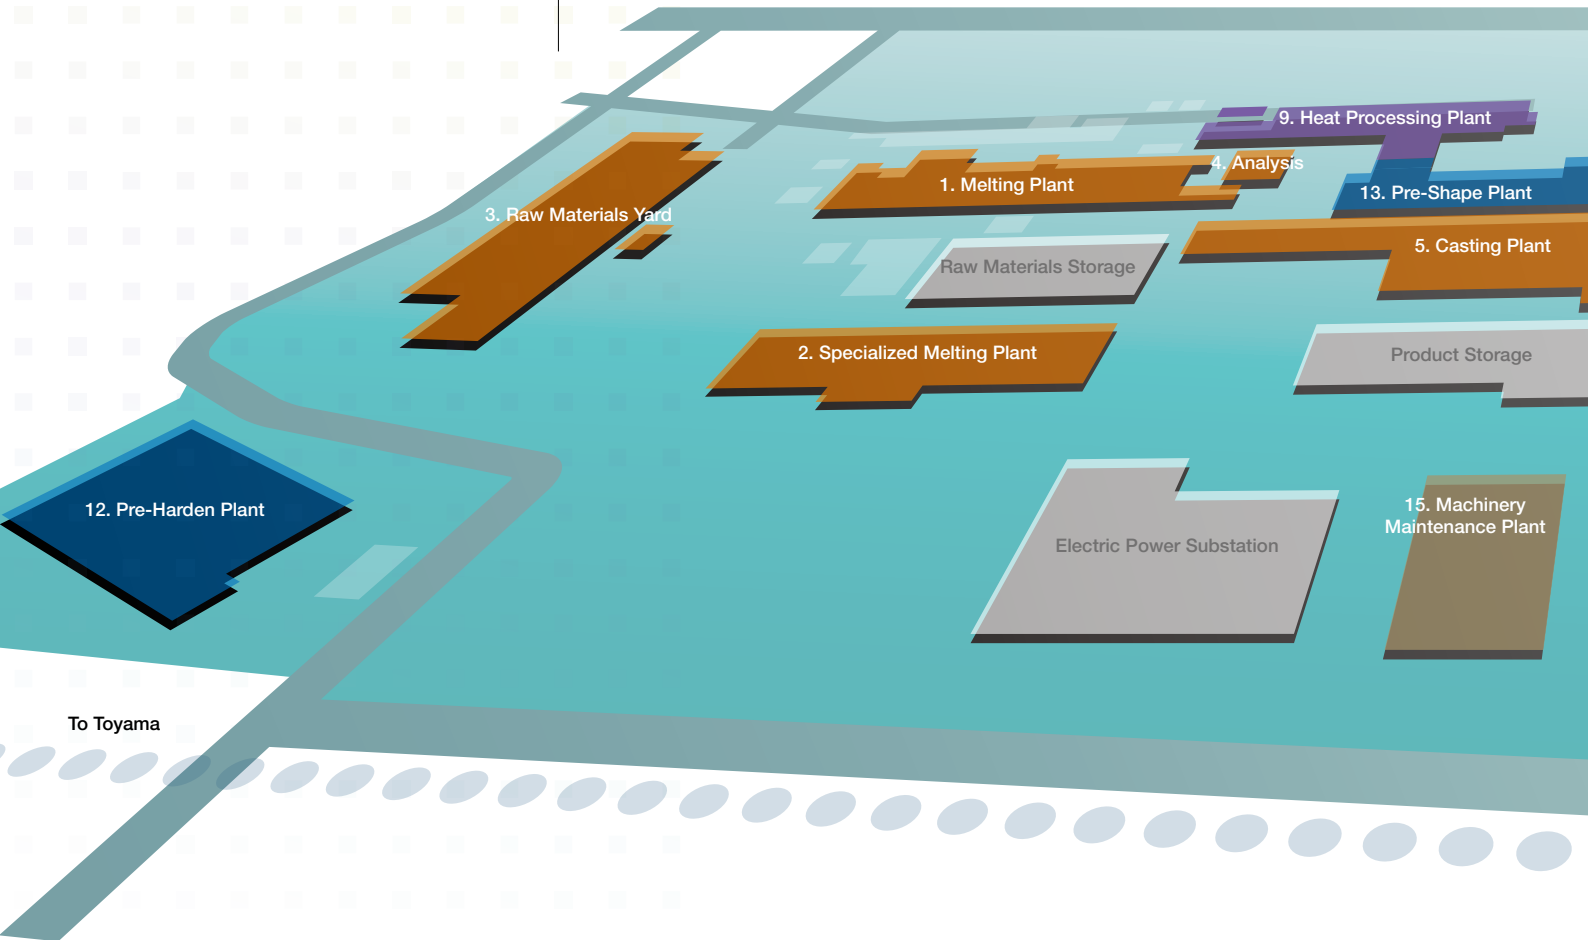 9. Heat Processing Plant
4. Analysis
1. Melting Plant
13. Pre-Shape Plant
3. Raw Materials Yard
5. Casting Plant
Raw Materials Storage
2. Specialized Melting Plant
Product Storage
12. Pre-Harden Plant
15. Machinery
Maintenance Plant
Electric Power Substation
To Toyama